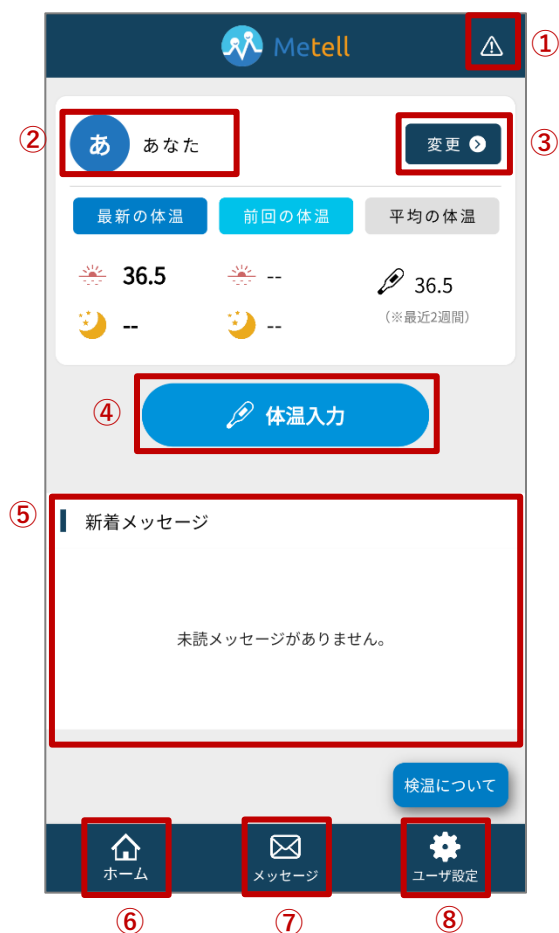 Metell
①
②
あ あなた
変更
③
最新の体温 前回の体温 平均の体温
36.5 -- 36.5
(※最近2週間)
-- --
④
体温入力
⑤
新着メッセージ
未読メッセージがありません。
検温について
ホーム メッセージ ユーザ設定
⑥ ⑦ ⑧